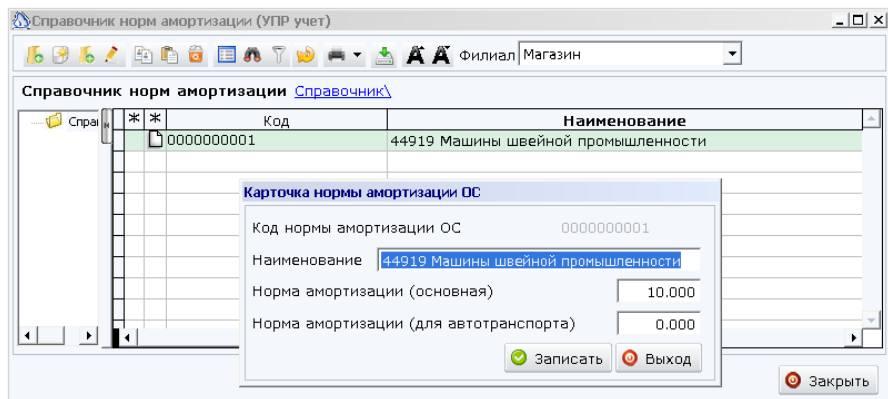 Справочник норм амортизации (УПР учет)
Филиал Магазин
Справочник норм амортизации Справочник\
Код Наименование
0000000001 44919 Машины швейной промышленности
Карточка нормы амортизации ОС
Код нормы амортизации ОС 0000000001
Наименование 44919 Машины швейной промышленности
Норма амортизации (основная) 10.000
Норма амортизации (для автотранспорта) 0.000
Записать Выход
Закрыть